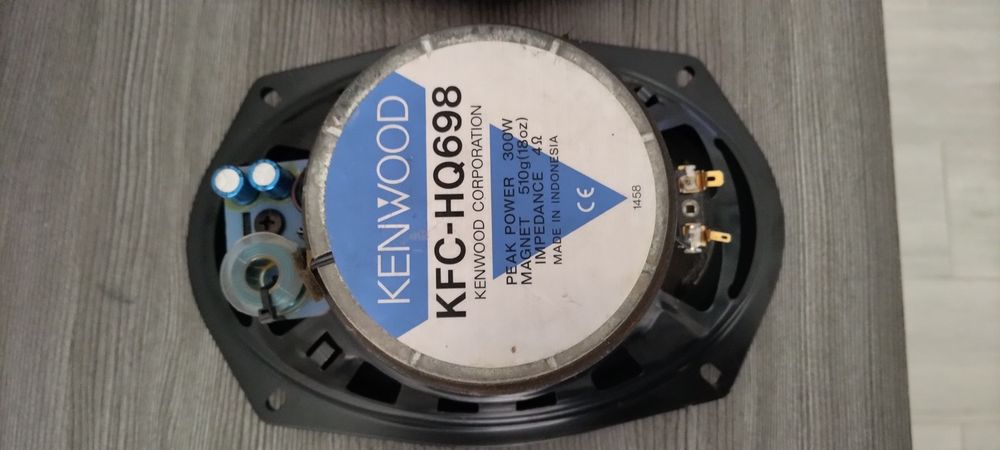 KENWOOD
KFC-HQ698
KENWOOD CORPORATION
PEAK POWER 300W
MAGNET 510g(18oz)
IMPEDANCE 4Ω
MADE IN INDONESIA
CE
1458